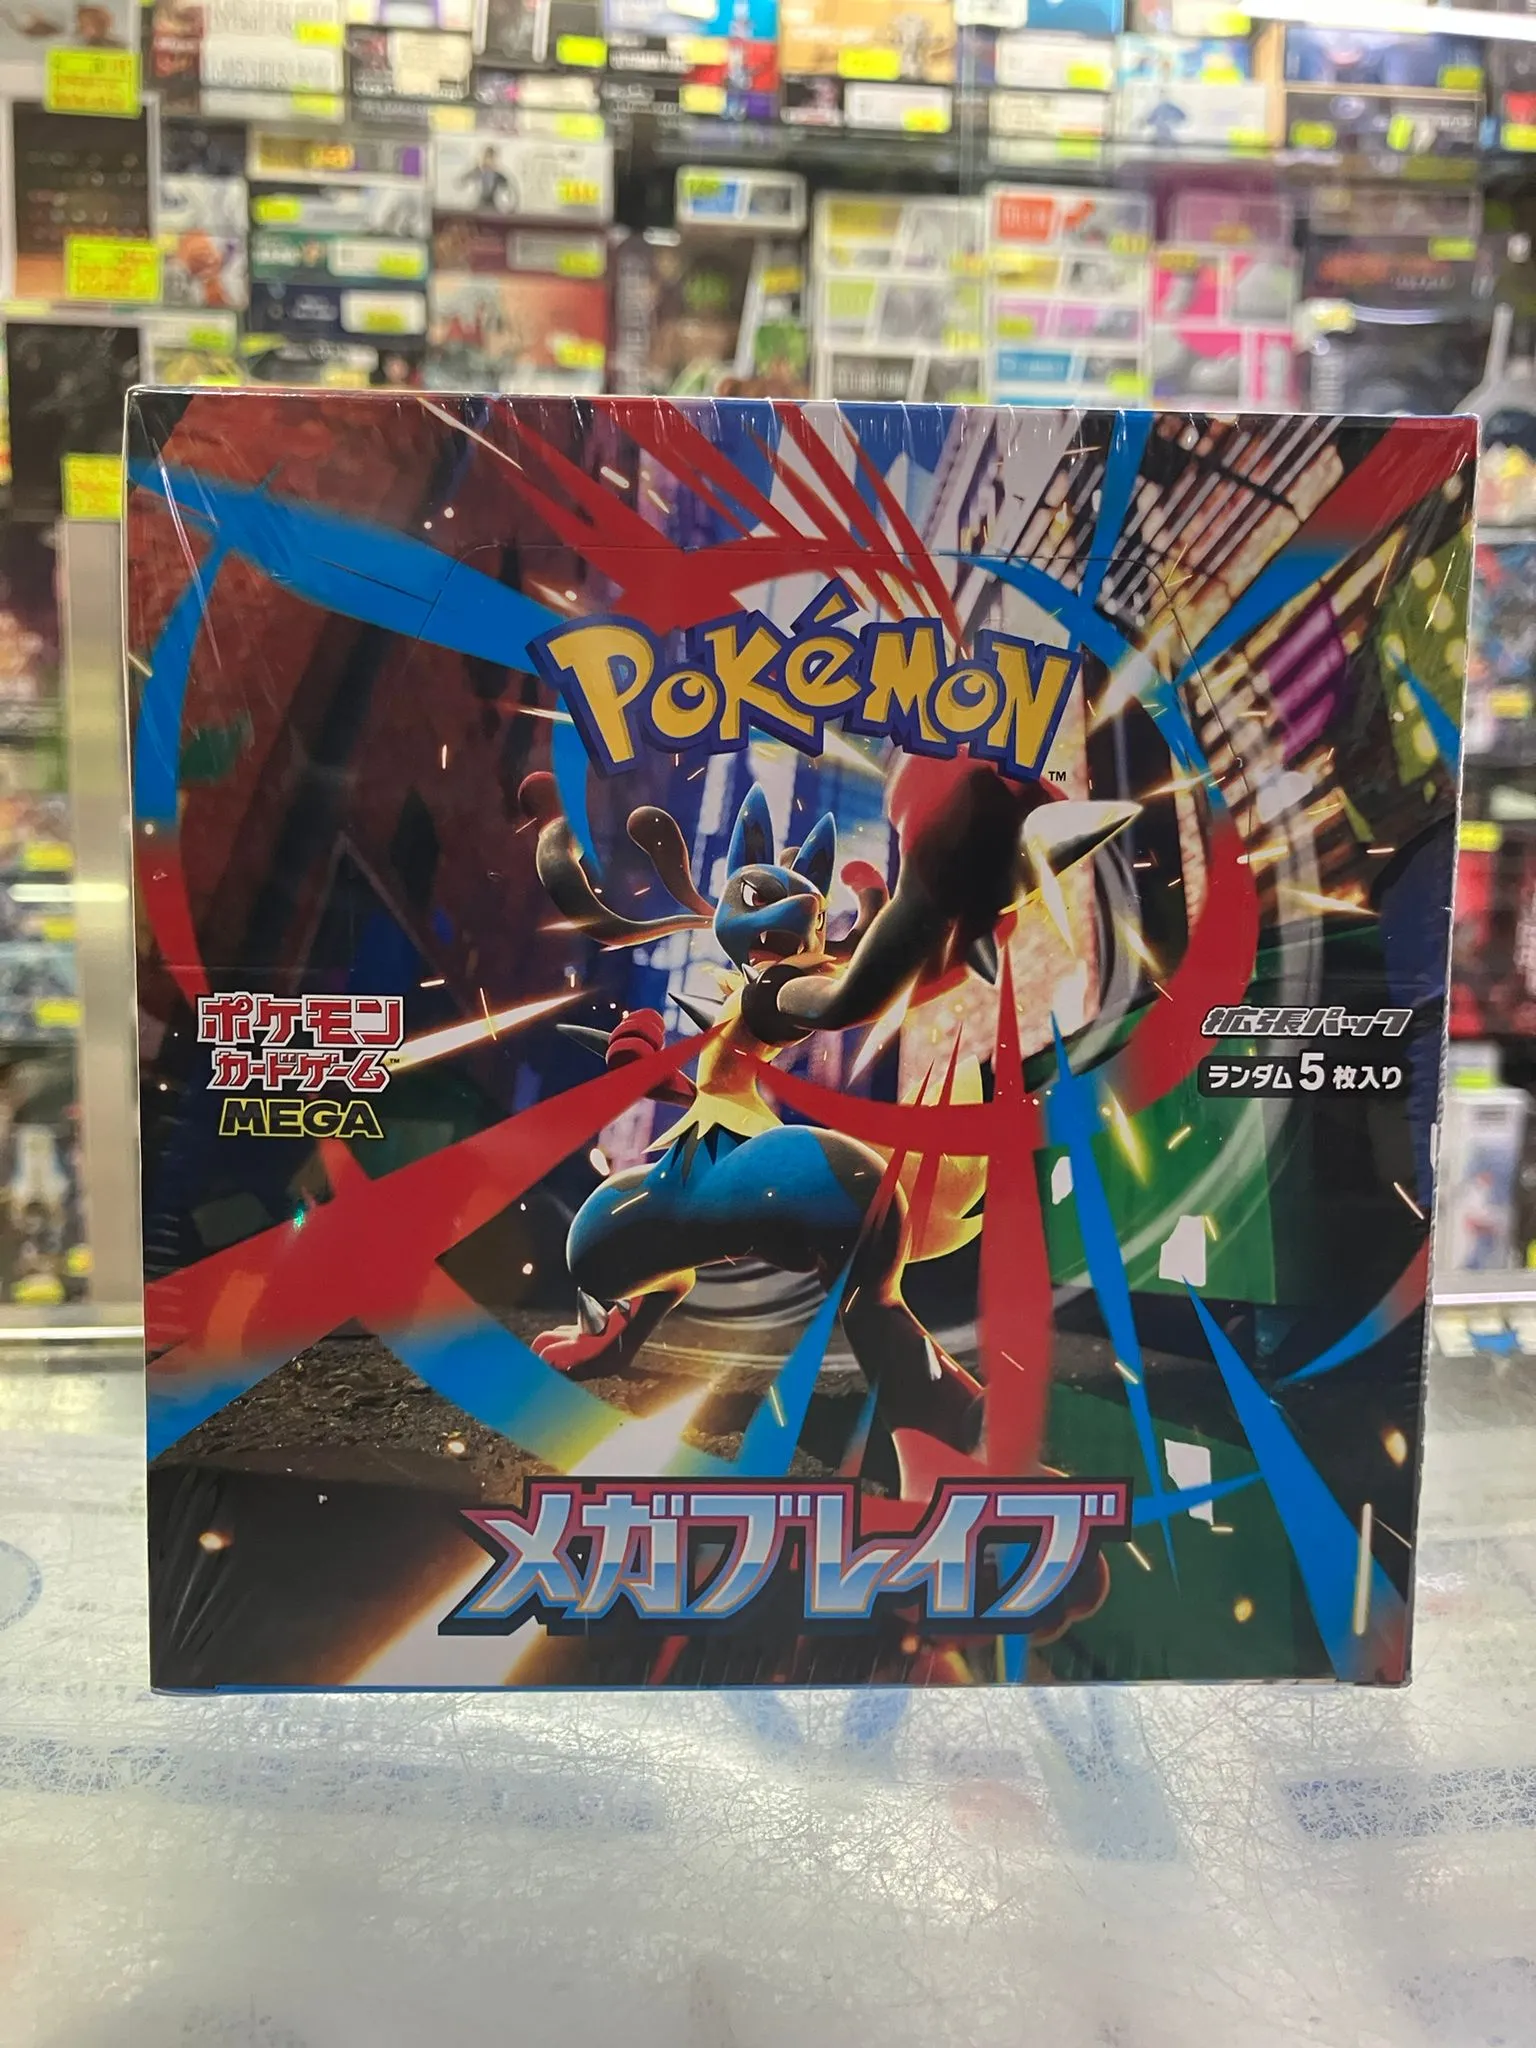 POKéMON
TM
ポケモン
カードゲーム
MEGA
拡張パック
ランダム5枚入り
メガブレイブ